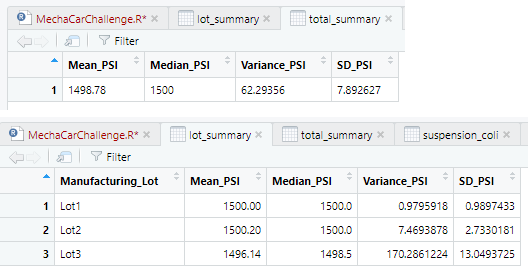 MechaCarChallenge.R* lot_summary total_summary
Filter
Mean_PSI Median_PSI Variance_PSI SD_PSI
1 1498.78 1500 62.29356 7.892627
MechaCarChallenge.R* lot_summary total_summary suspension_coli
Filter
Manufacturing_Lot Mean_PSI Median_PSI Variance_PSI SD_PSI
1 Lot1 1500.00 1500.0 0.9795918 0.9897433
2 Lot2 1500.20 1500.0 7.4693878 2.7330181
3 Lot3 1496.14 1498.5 170.2861224 13.0493725